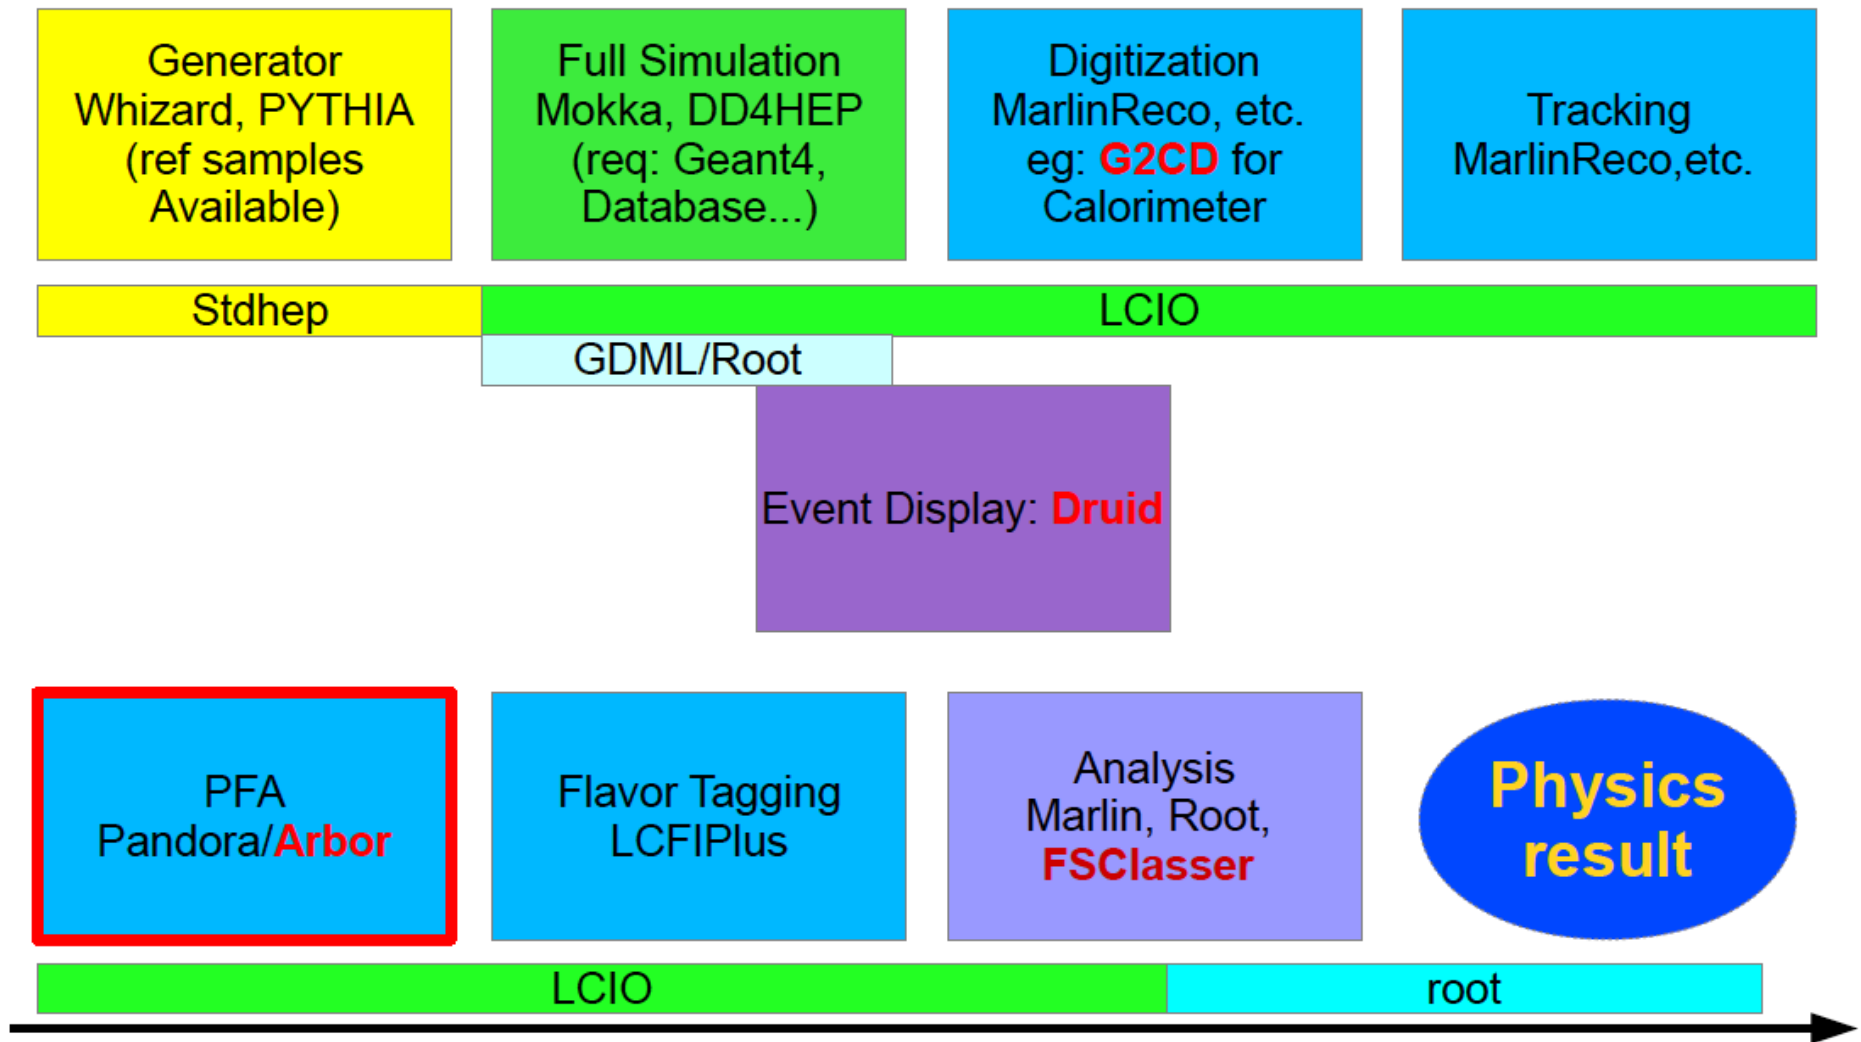 Generator
Whizard, PYTHIA
(ref samples
Available)
Full Simulation
Mokka, DD4HEP
(req: Geant4,
Database...)
Digitization
MarlinReco, etc.
eg: G2CD for
Calorimeter
Tracking
MarlinReco,etc.
Stdhep
LCIO
GDML/Root
Event Display: Druid
PFA
Pandora/Arbor
Flavor Tagging
LCFIPlus
Analysis
Marlin, Root,
FSClasser
Physics
result
LCIO
root